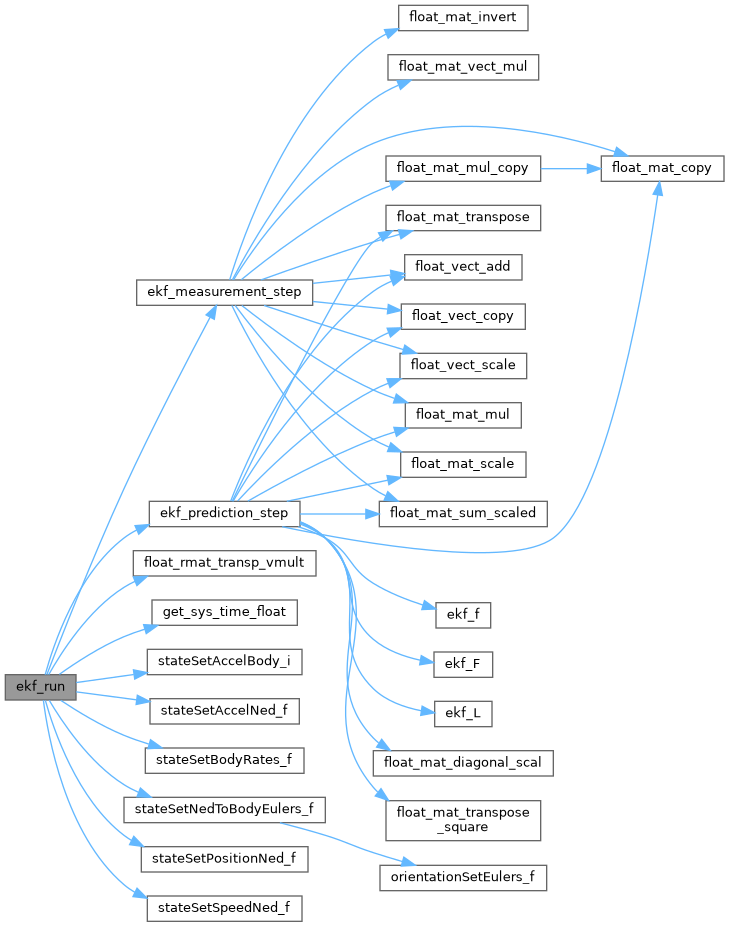 float_mat_invert
float_mat_vect_mul
float_mat_mul_copy
float_mat_copy
float_mat_transpose
float_vect_add
ekf_measurement_step
float_vect_copy
float_vect_scale
float_mat_mul
float_mat_scale
ekf_prediction_step
float_mat_sum_scaled
float_rmat_transp_vmult
get_sys_time_float
ekf_f
stateSetAccelBody_i
ekf_F
ekf_run
stateSetAccelNed_f
ekf_L
stateSetBodyRates_f
float_mat_diagonal_scal
stateSetNedToBodyEulers_f
float_mat_transpose
_square
stateSetPositionNed_f
orientationSetEulers_f
stateSetSpeedNed_f